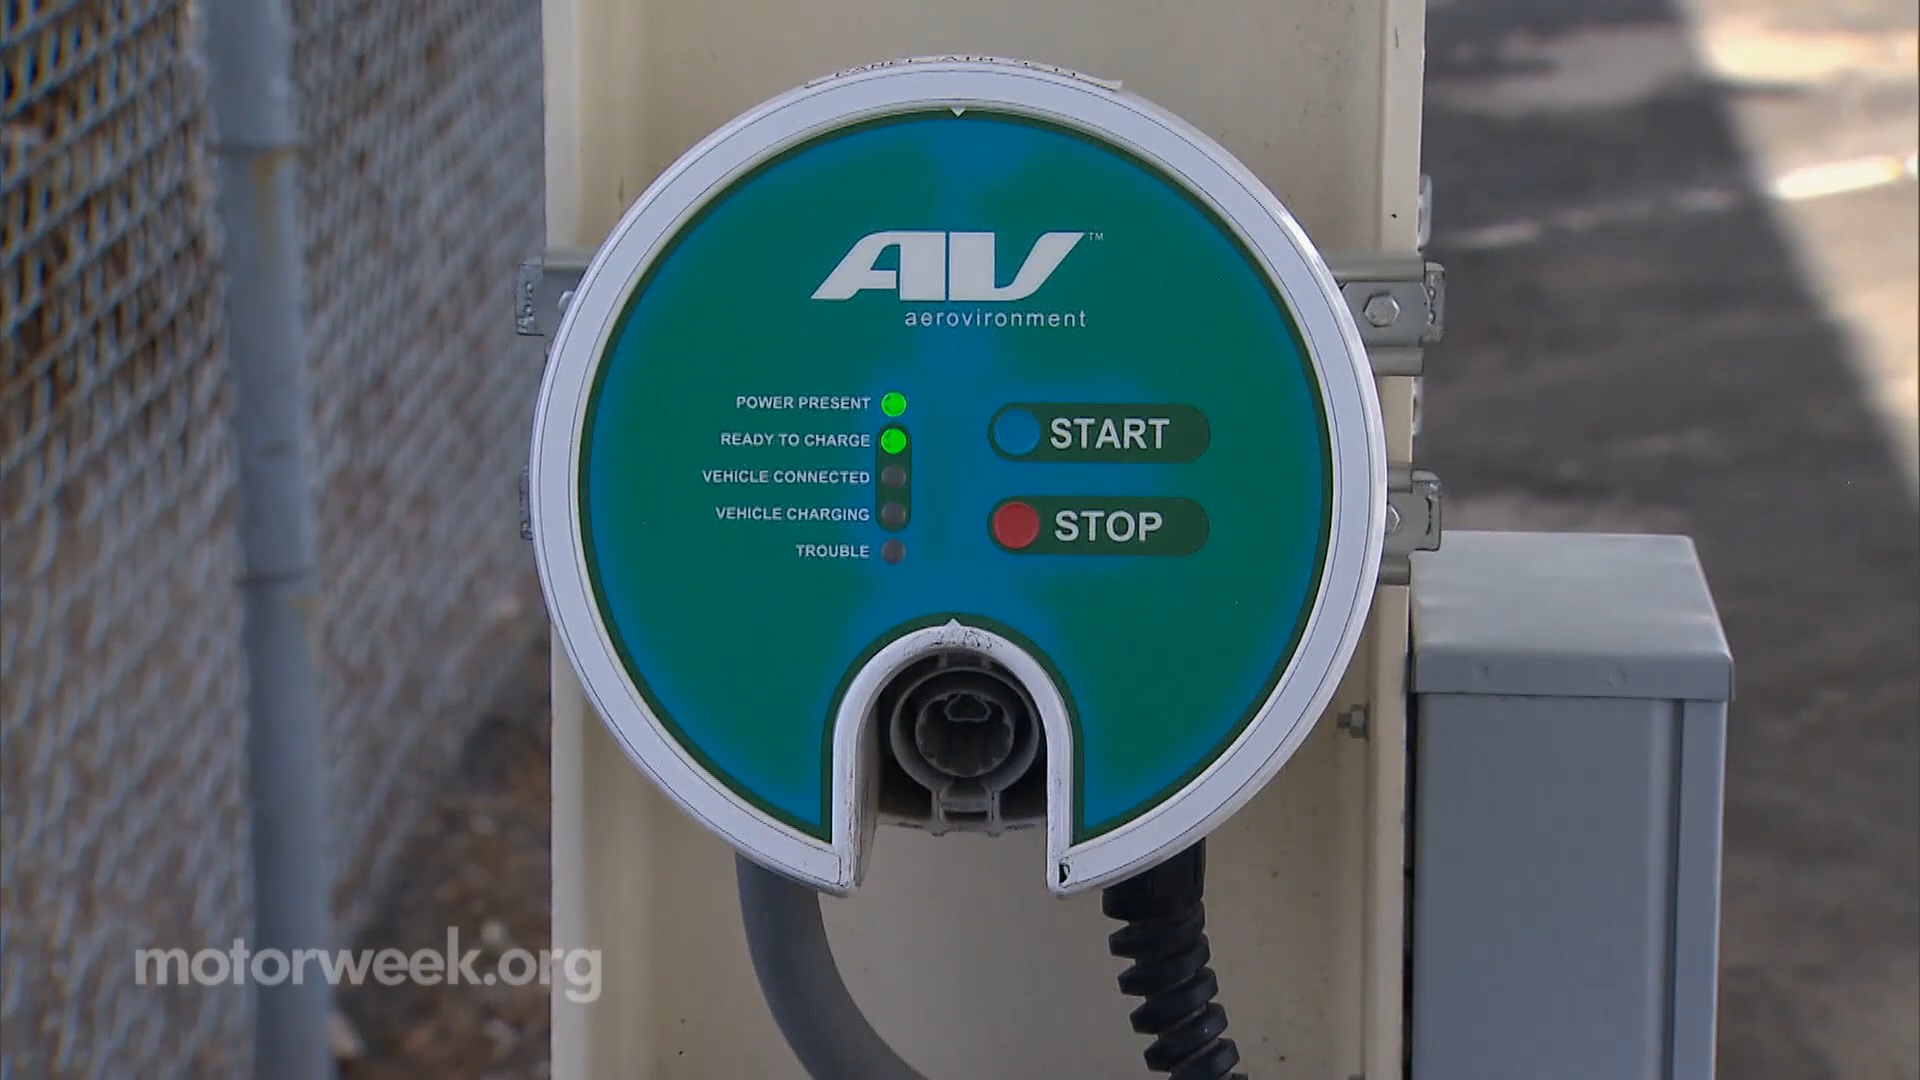 AV™
aerovironment
POWER PRESENT
READY TO CHARGE
VEHICLE CONNECTED
VEHICLE CHARGING
TROUBLE
START
STOP
motorweek.org